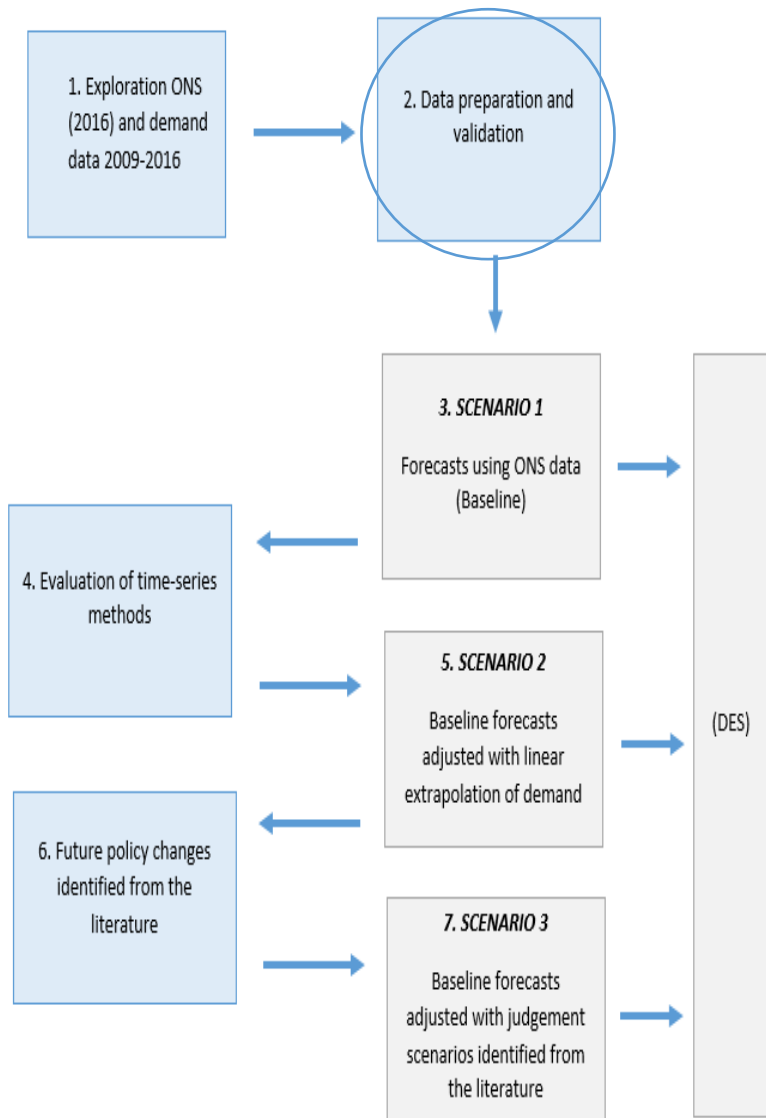 1. Exploration ONS
(2016) and demand
data 2009-2016
2. Data preparation and
validation
3. SCENARIO 1
Forecasts using ONS data
(Baseline)
4. Evaluation of time-series
methods
5. SCENARIO 2
Baseline forecasts
adjusted with linear
extrapolation of demand
(DES)
6. Future policy changes
identified from the
literature
7. SCENARIO 3
Baseline forecasts
adjusted with judgement
scenarios identified from
the literature